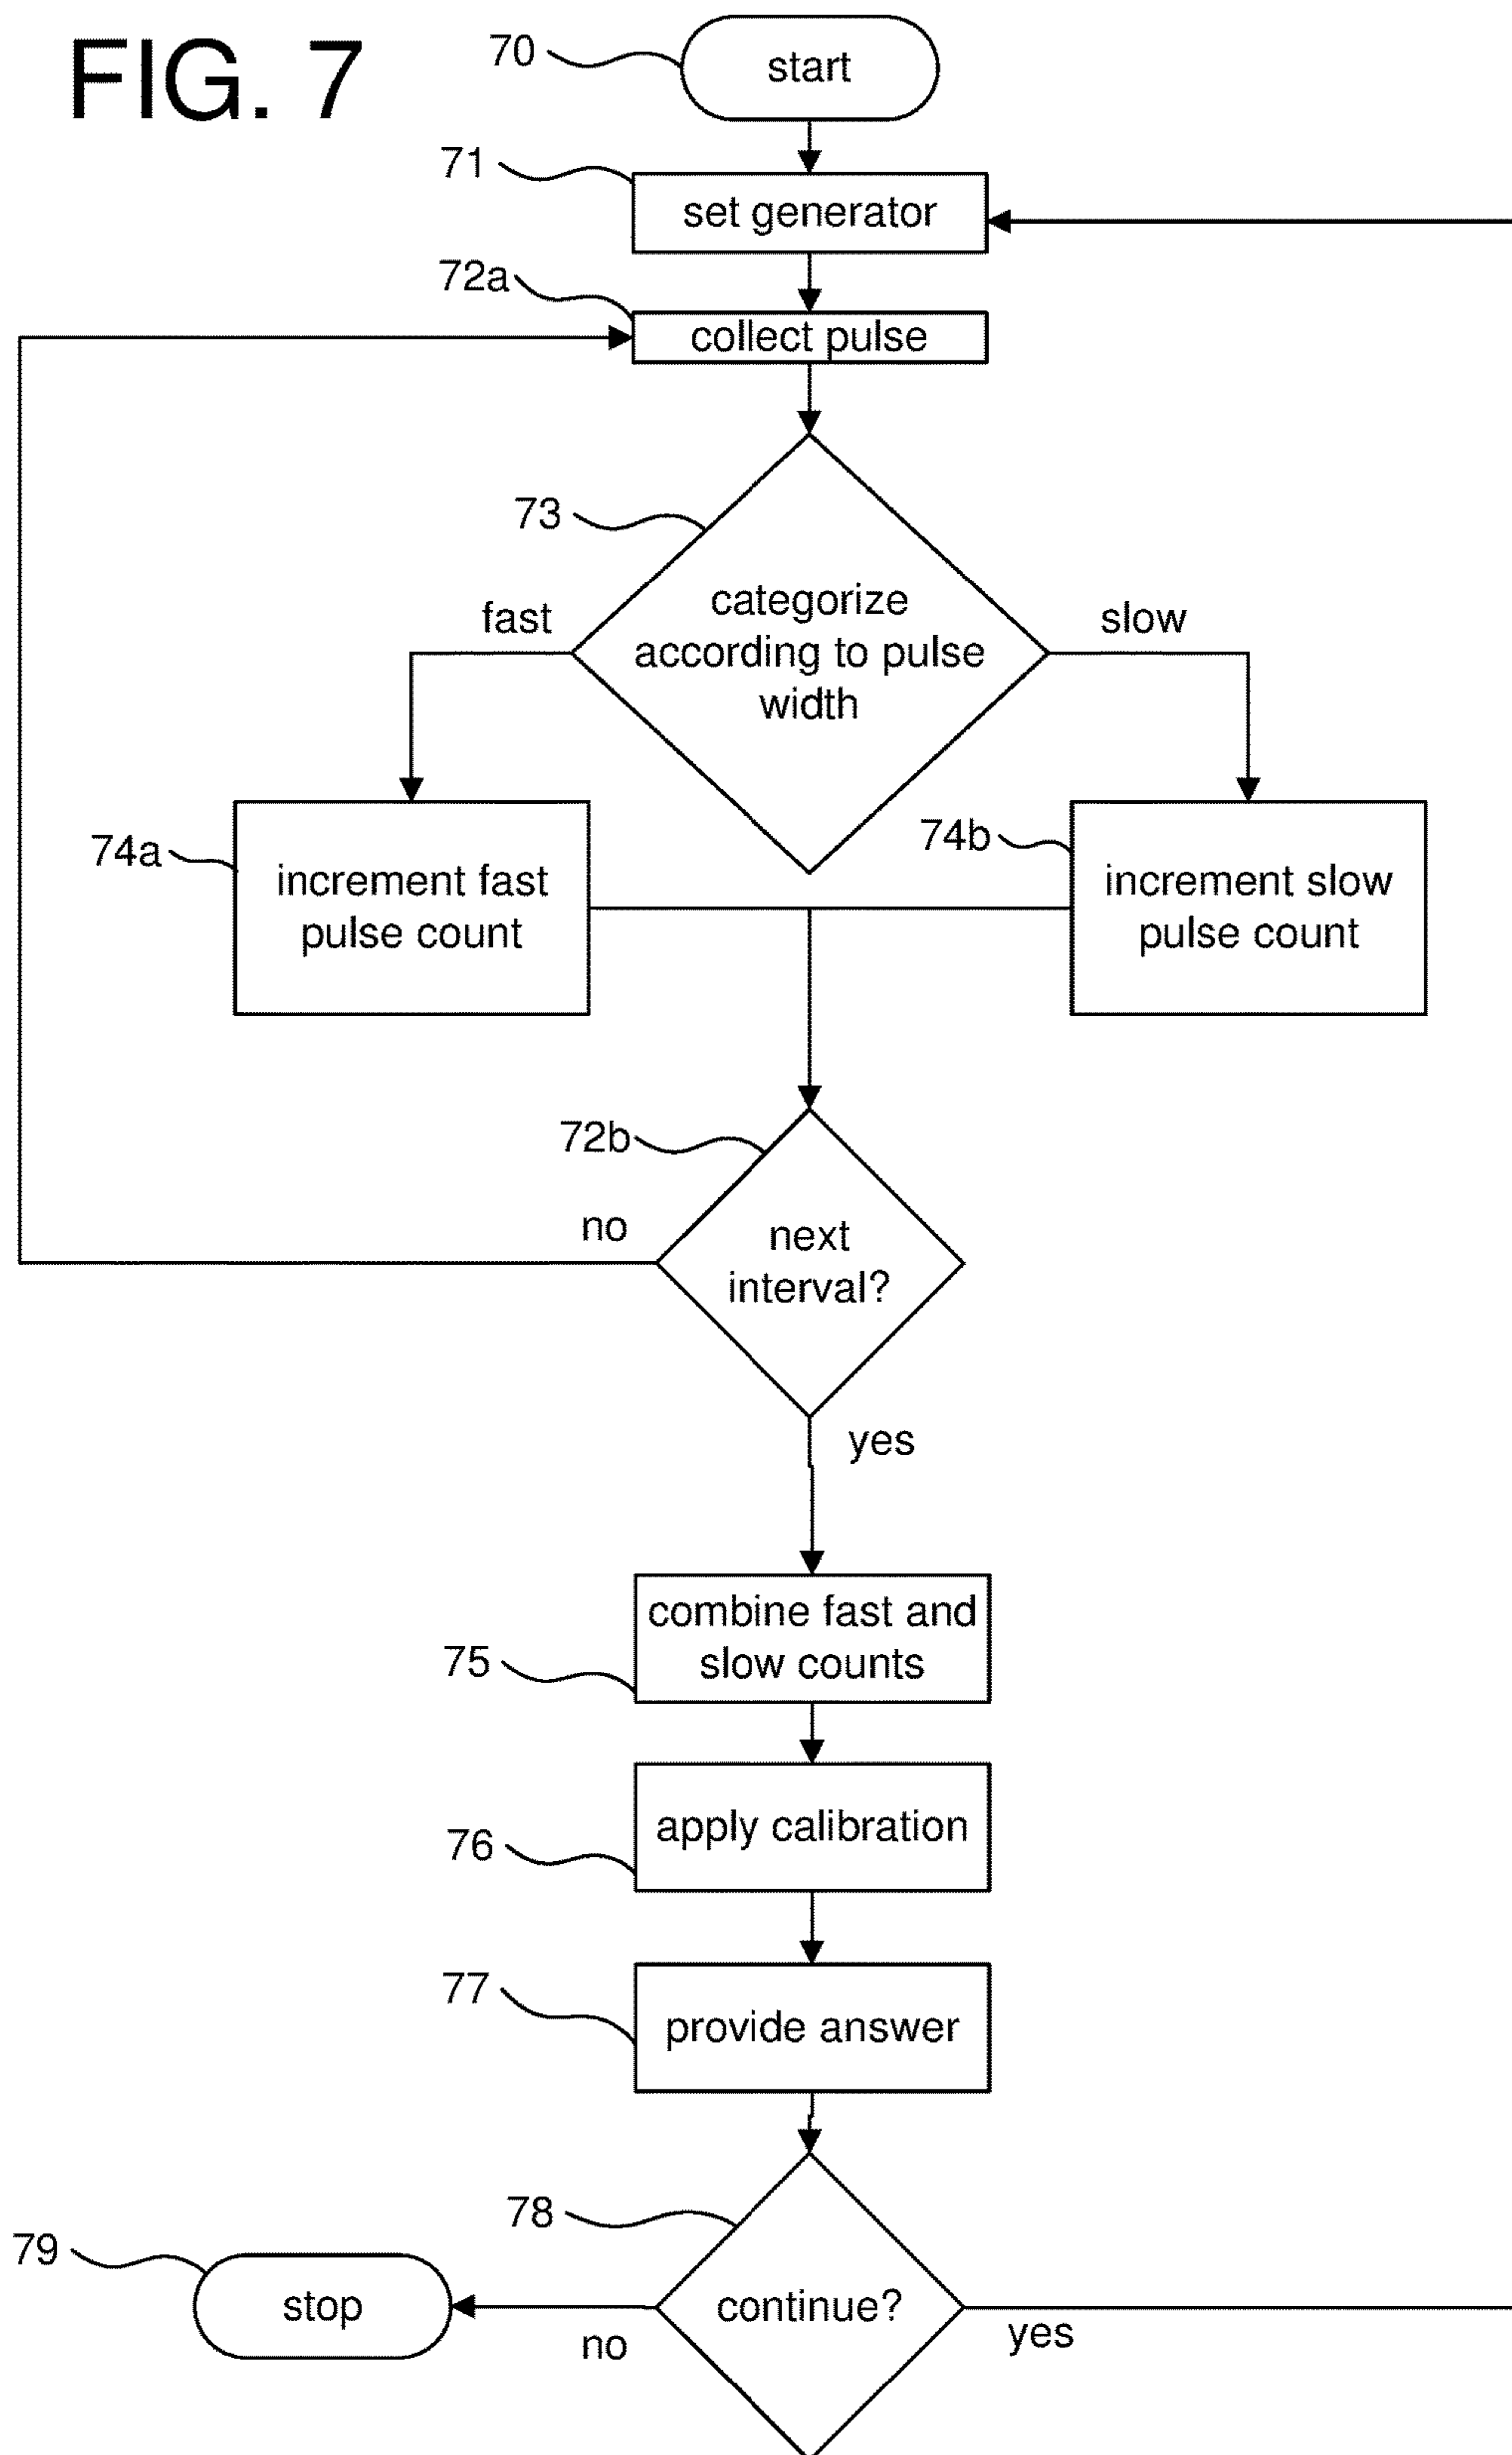 FIG. 7
70
start
71
set generator
72a
collect pulse
73
categorize
according to pulse
width
fast
slow
74a
increment fast
pulse count
74b
increment slow
pulse count
72b
next
interval?
no
yes
combine fast and
slow counts
75
apply calibration
76
77
provide answer
78
continue?
79
stop
no
yes